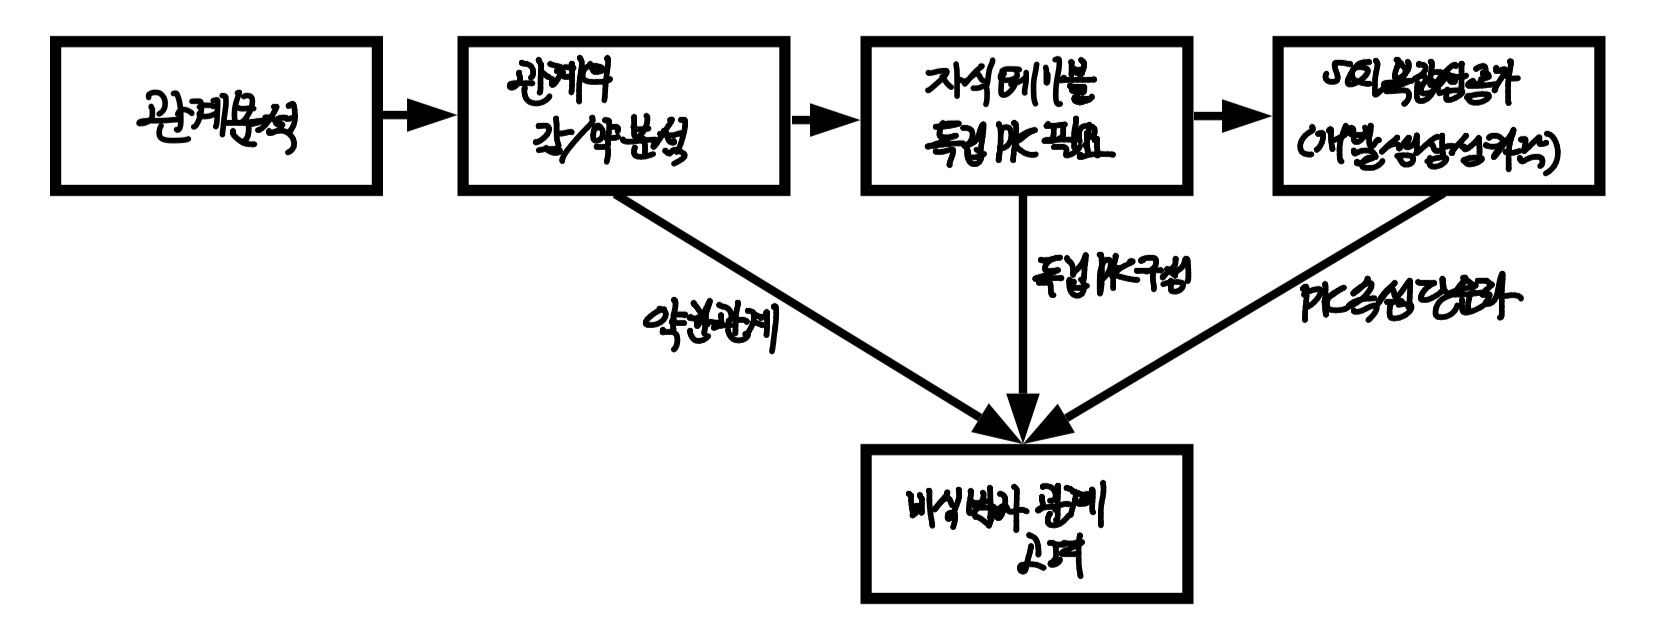 관계분석
관계의
강/약 분석
자식테이블
독립 PK 필요
SQL 복잡도 증가
(개발생산성 저하)
약한관계
독립 PK 구성
PK 속성 단순화
비식별자 관계
고려